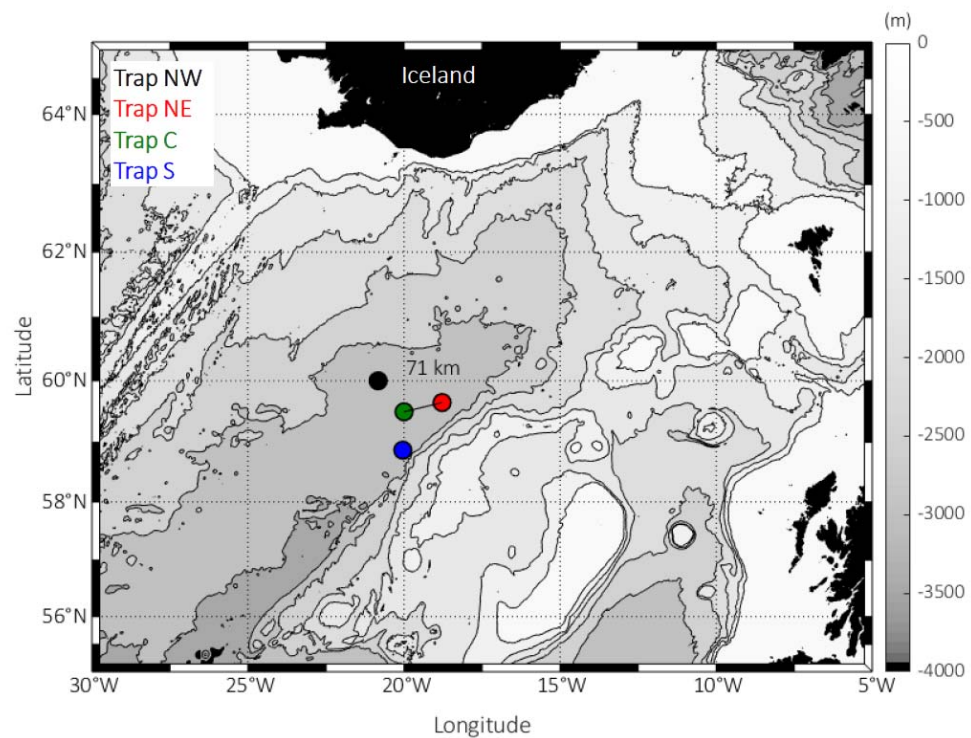 (m)
Trap NW
Trap NE
Trap C
Trap S
Iceland
71 km
64°N
62°N
60°N
58°N
56°N
Latitude
30°W
25°W
20°W
15°W
10°W
5°W
Longitude
0
-500
-1000
-1500
-2000
-2500
-3000
-3500
-4000